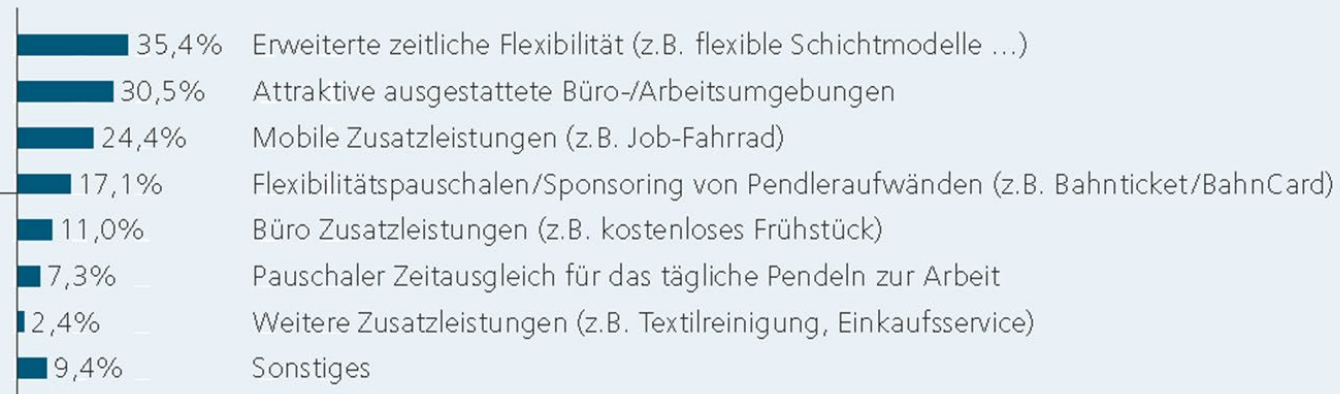 35,4% Erweiterte zeitliche Flexibilität (z.B. flexible Schichtmodelle ...)
30,5% Attraktive ausgestattete Büro-/Arbeitsumgebungen
24,4% Mobile Zusatzleistungen (z.B. Job-Fahrrad)
17,1% Flexibilitätspauschalen/Sponsoring von Pendleraufwänden (z.B. Bahnticket/BahnCard)
11,0% Büro Zusatzleistungen (z.B. kostenloses Frühstück)
7,3% Pauschaler Zeitausgleich für das tägliche Pendeln zur Arbeit
2,4% Weitere Zusatzleistungen (z.B. Textilreinigung, Einkaufsservice)
9,4% Sonstiges